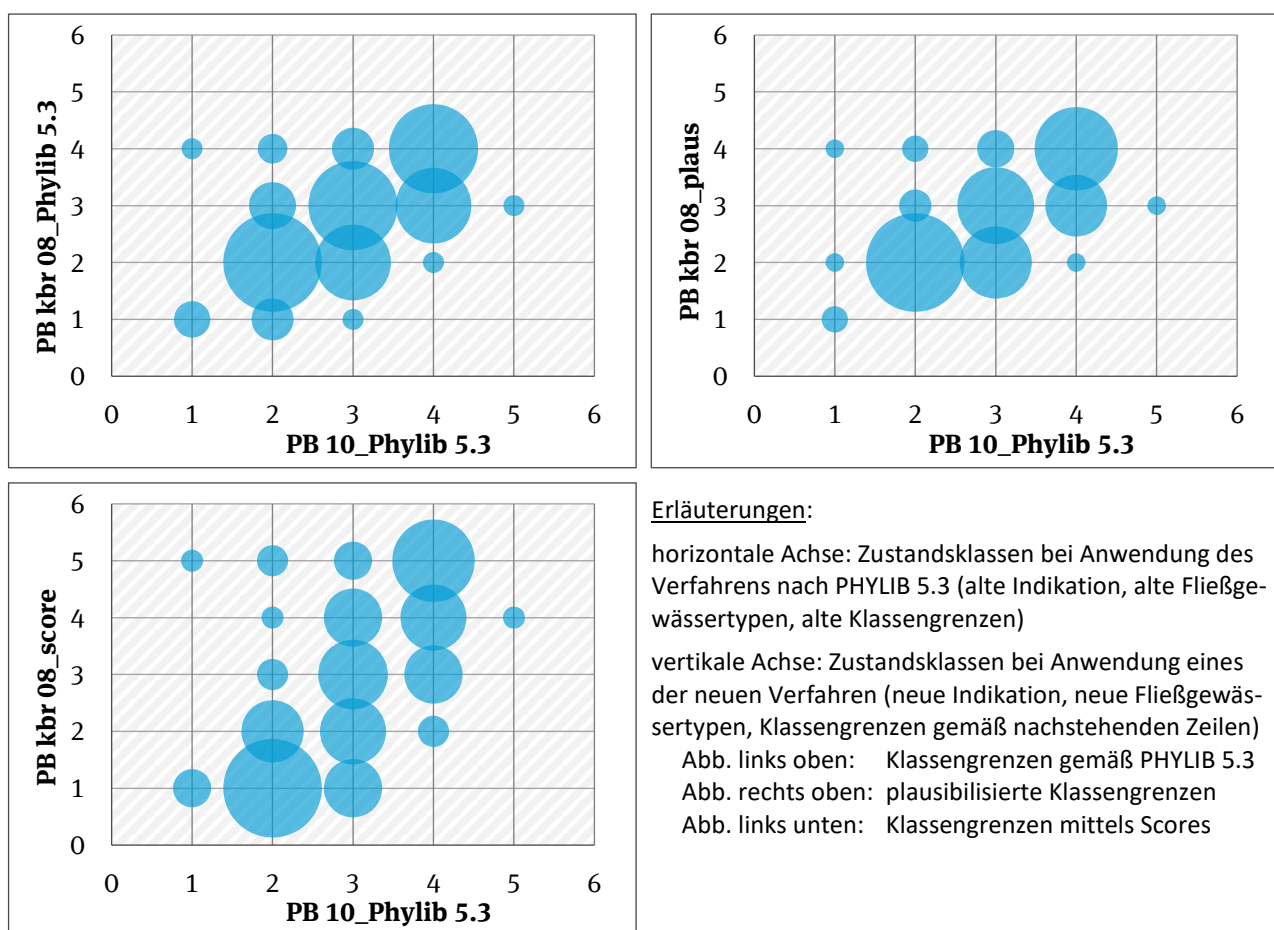 6
5
4
3
2
1
0
PB kbr 08_Phylib 5.3
0 1 2 3 4 5 6
PB 10_Phylib 5.3
6
5
4
3
2
1
0
PB kbr 08_plaus
0 1 2 3 4 5 6
PB 10_Phylib 5.3
6
5
4
3
2
1
0
PB kbr 08_score
0 1 2 3 4 5 6
PB 10_Phylib 5.3
Erläuterungen:
horizontale Achse: Zustandsklassen bei Anwendung des
Verfahrens nach PHYLIB 5.3 (alte Indikation, alte Fließge-
wässertypen, alte Klassengrenzen)
vertikale Achse: Zustandsklassen bei Anwendung eines
der neuen Verfahren (neue Indikation, neue Fließgewäs-
sertypen, Klassengrenzen gemäß nachstehenden Zeilen)
Abb. links oben: Klassengrenzen gemäß PHYLIB 5.3
Abb. rechts oben: plausibilisierte Klassengrenzen
Abb. links unten: Klassengrenzen mittels Scores